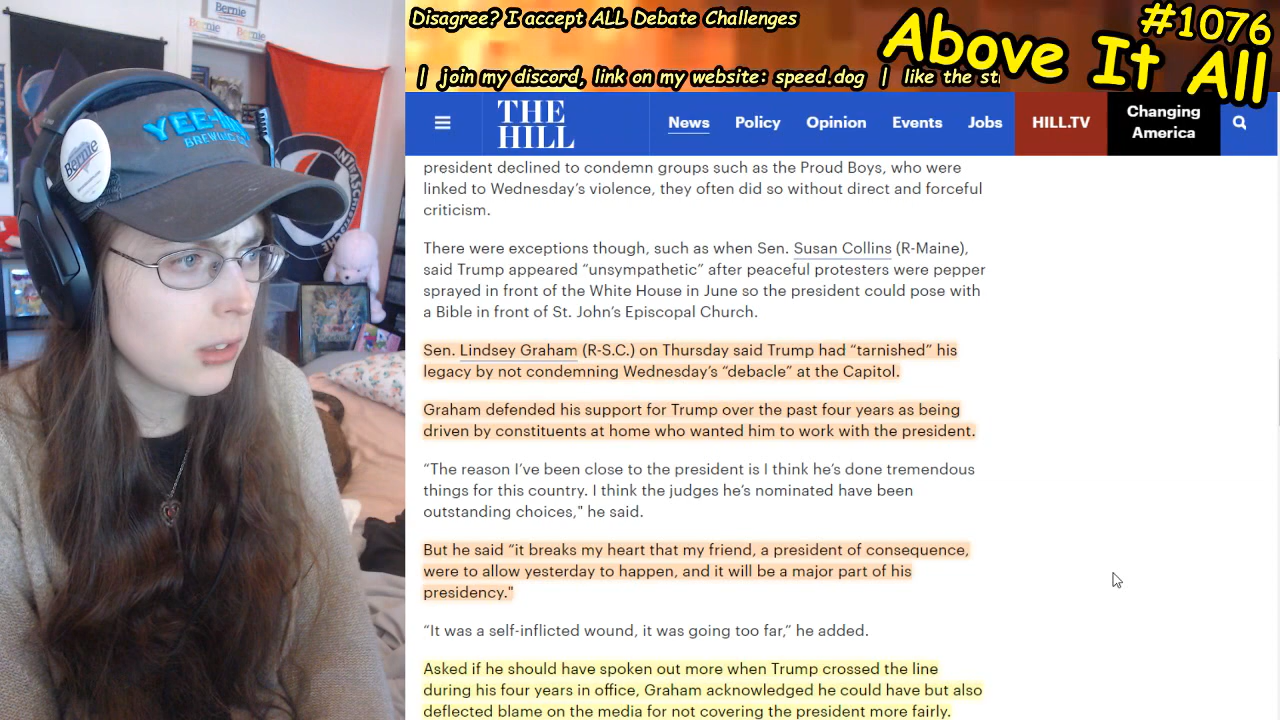 Disagree? I accept ALL Debate Challenges
#1076
Above It All
| join my discord, link on my website: speed.dog | like the st
THE
HILL
News
Policy
Opinion
Events
Jobs
HILL.TV
Changing
America
president declined to condemn groups such as the Proud Boys, who were
linked to Wednesday’s violence, they often did so without direct and forceful
criticism.
There were exceptions though, such as when Sen. Susan Collins (R-Maine),
said Trump appeared “unsympathetic” after peaceful protesters were pepper
sprayed in front of the White House in June so the president could pose with
a Bible in front of St. John’s Episcopal Church.
Sen. Lindsey Graham (R-S.C.) on Thursday said Trump had “tarnished” his
legacy by not condemning Wednesday’s “debacle” at the Capitol.
Graham defended his support for Trump over the past four years as being
driven by constituents at home who wanted him to work with the president.
“The reason I’ve been close to the president is I think he’s done tremendous
things for this country. I think the judges he’s nominated have been
outstanding choices," he said.
But he said “it breaks my heart that my friend, a president of consequence,
were to allow yesterday to happen, and it will be a major part of his
presidency."
“It was a self-inflicted wound, it was going too far,” he added.
Asked if he should have spoken out more when Trump crossed the line
during his four years in office, Graham acknowledged he could have but also
deflected blame on the media for not covering the president more fairly.
Bernie
Bernie
Bernie